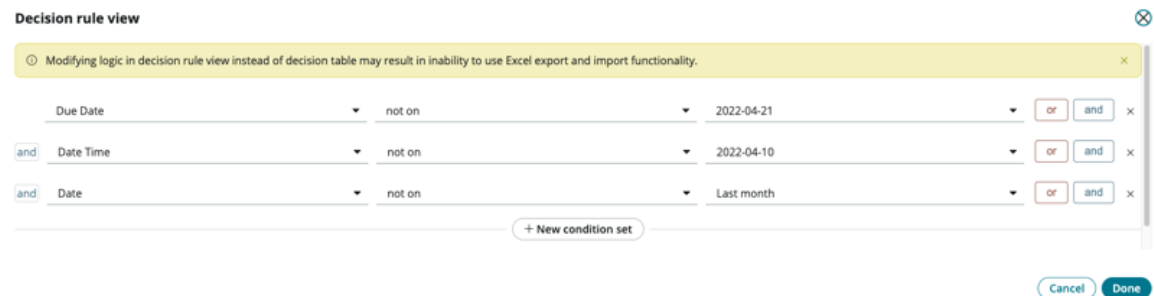 Decision rule view
Modifying logic in decision rule view instead of decision table may result in inability to use Excel export and import functionality.
Due Date not on 2022-04-21 or and
and Date Time not on 2022-04-10 or and
and Date not on Last month or and
+ New condition set
Cancel Done